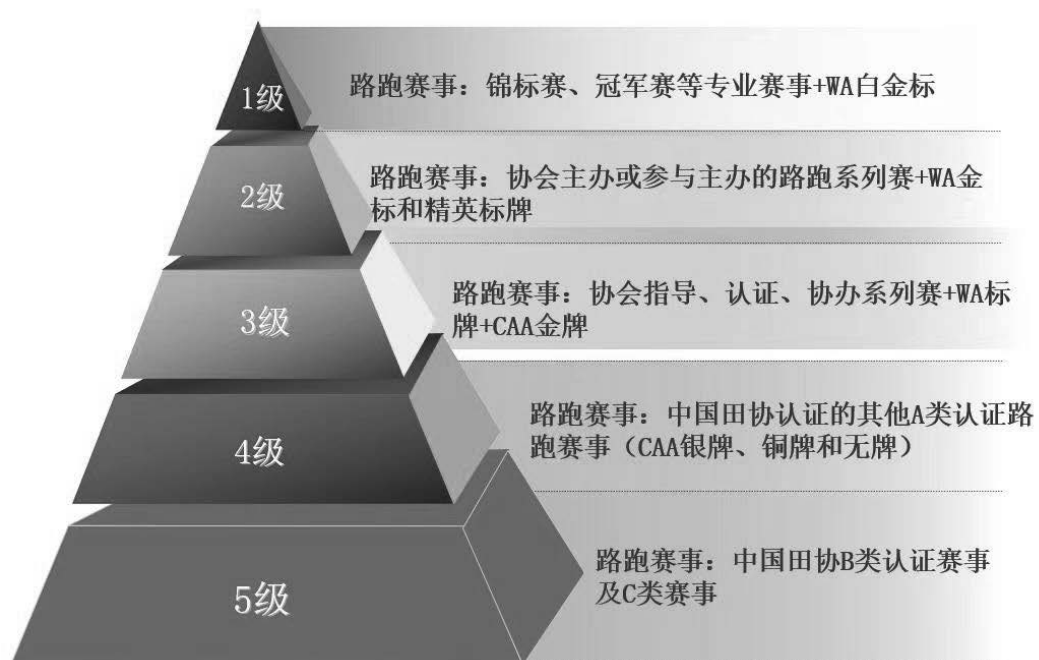 1级
路跑赛事：锦标赛、冠军赛等专业赛事+WA白金标
2级
路跑赛事：协会主办或参与主办的路跑系列赛+WA金
标和精英标牌
3级
路跑赛事：协会指导、认证、协办系列赛+WA标
牌+CAA金牌
4级
路跑赛事：中国田协认证的其他A类认证路
跑赛事（CAA银牌、铜牌和无牌）
5级
路跑赛事：中国田协B类认证赛事
及C类赛事